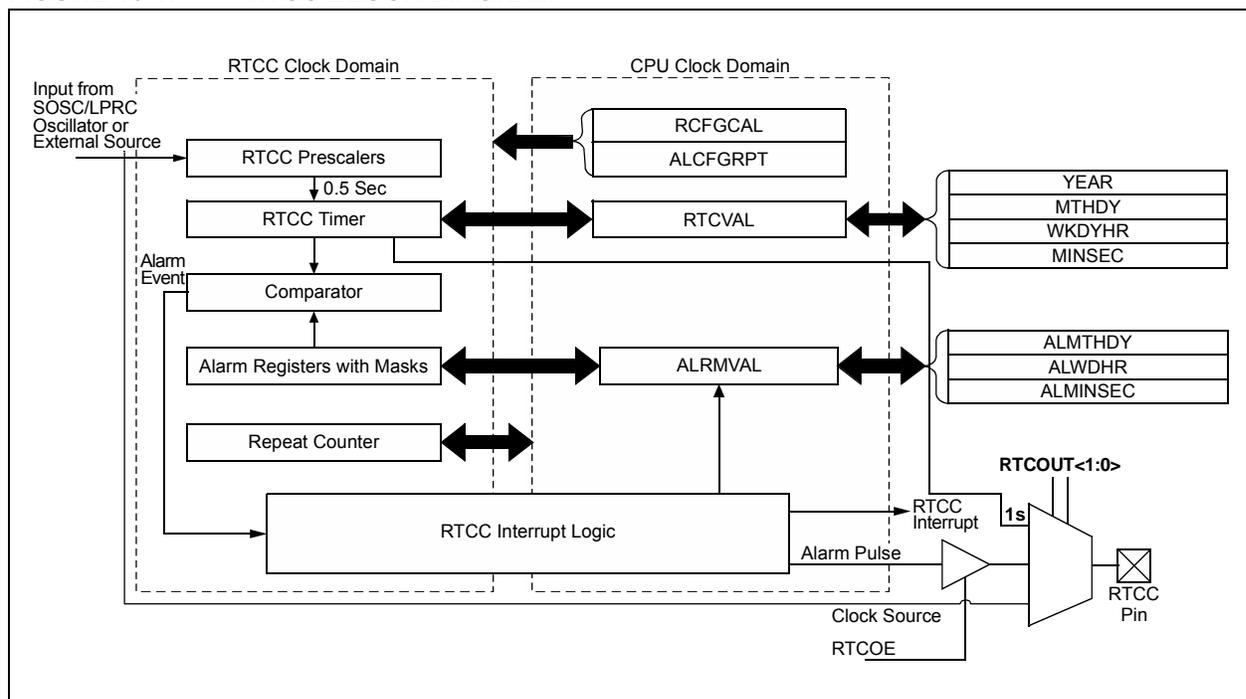 RTCC Clock Domain
CPU Clock Domain
Input from
SOSC/LPRC
Oscillator or
External Source
RCFGCAL
ALCFGRPT
RTCC Prescalers
0.5 Sec
YEAR
MTHDY
WKDYHR
MINSEC
RTCC Timer
RTCVAL
Alarm
Event
Comparator
Alarm Registers with Masks
ALRMVAL
ALMTHDY
ALWDHR
ALMINSEC
Repeat Counter
RTCOUT<1:0>
RTCC Interrupt Logic
RTCC
Interrupt
1s
Alarm Pulse
RTCC
Pin
Clock Source
RTCOE